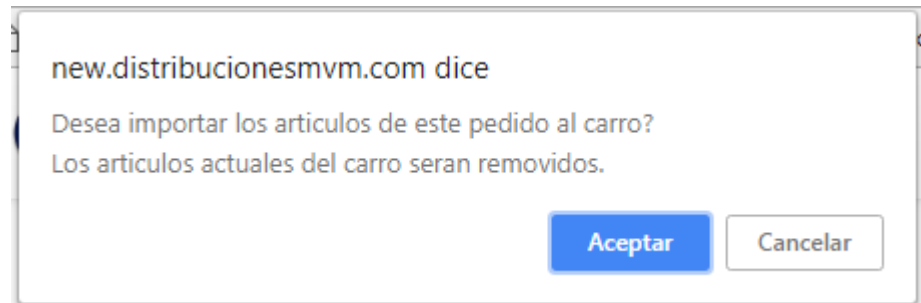 new.distribucionesmvm.com dice
Desea importar los articulos de este pedido al carro?
Los articulos actuales del carro seran removidos.
Aceptar
Cancelar